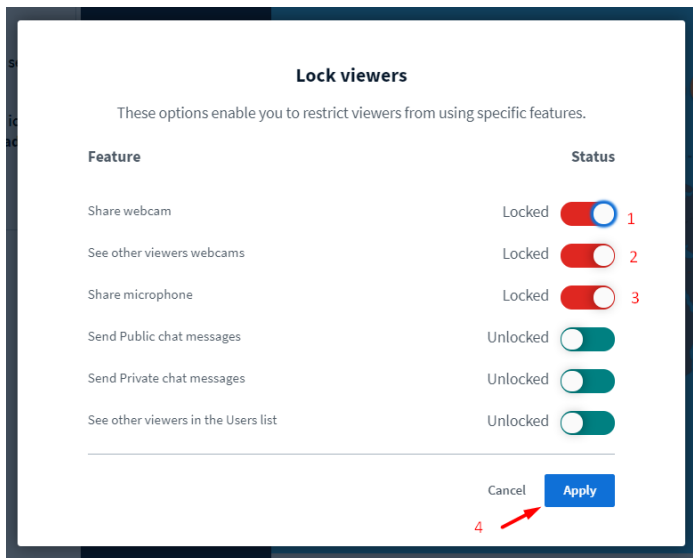 Lock viewers
These options enable you to restrict viewers from using specific features.
Feature Status
Share webcam Locked 1
See other viewers webcams Locked 2
Share microphone Locked 3
Send Public chat messages Unlocked
Send Private chat messages Unlocked
See other viewers in the Users list Unlocked
Cancel Apply
4